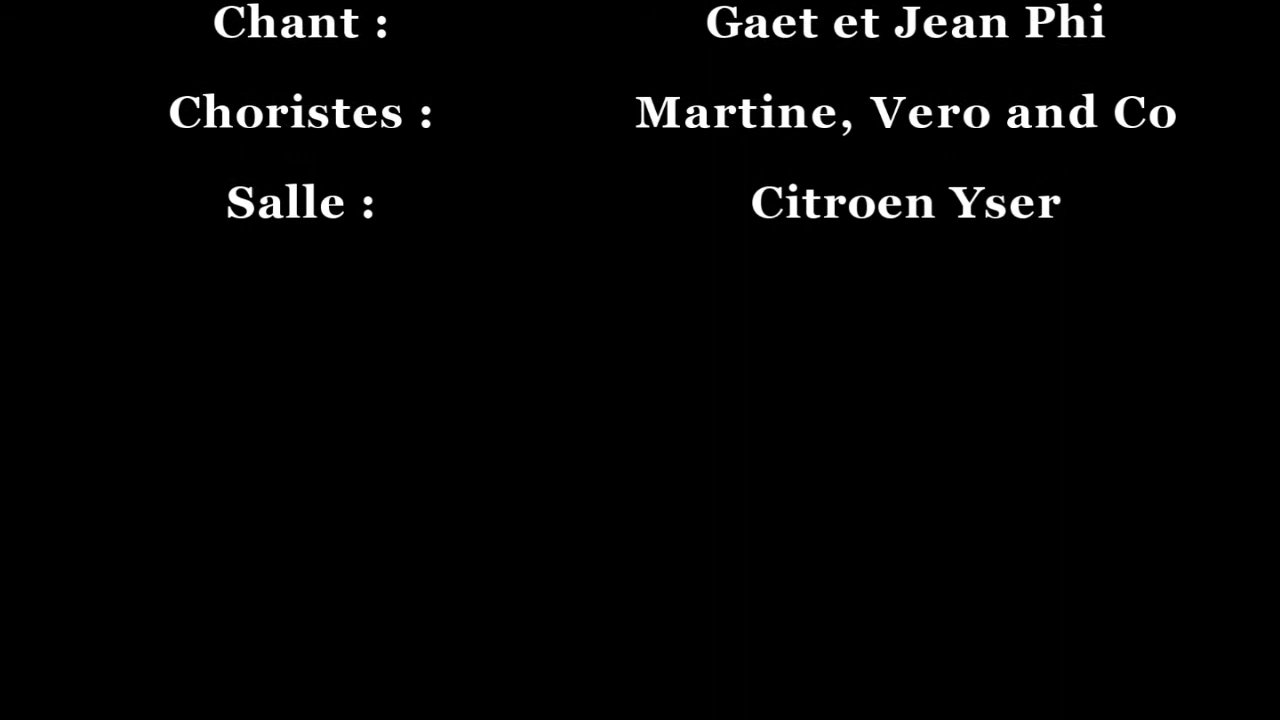 Chant : Gaet et Jean Phi
Choristes : Martine, Vero and Co
Salle : Citroen Yser